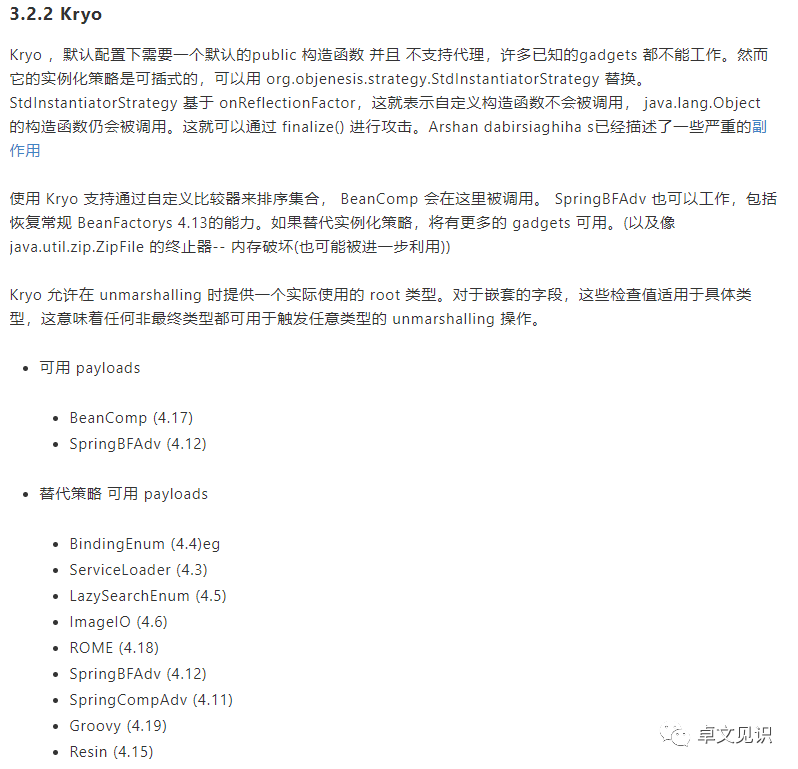 3.2.2 Kryo
Kryo ，默认配置下需要一个默认的public 构造函数 并且 不支持代理，许多已知的gadgets 都不能工作。然而
它的实例化策略是可插式的，可以用 org.objenesis.strategy.StdInstantiatorStrategy 替换。
StdInstantiatorStrategy 基于 onReflectionFactor，这就表示自定义构造函数不会被调用， java.lang.Object
的构造函数仍会被调用。这就可以通过 finalize() 进行攻击。Arshan dabirsiaghiha s已经描述了一些严重的副
作用
使用 Kryo 支持通过自定义比较器来排序集合， BeanComp 会在这里被调用。 SpringBFAdv 也可以工作，包括
恢复常规 BeanFactorys 4.13的能力。如果替代实例化策略，将有更多的 gadgets 可用。(以及像
java.util.zip.ZipFile 的终止器-- 内存破坏(也可能被进一步利用))
Kryo 允许在 unmarshalling 时提供一个实际使用的 root 类型。对于嵌套的字段，这些检查值适用于具体类
型，这意味着任何非最终类型都可用于触发任意类型的 unmarshalling 操作。
可用 payloads
BeanComp (4.17)
SpringBFAdv (4.12)
替代策略 可用 payloads
BindingEnum (4.4)eg
ServiceLoader (4.3)
LazySearchEnum (4.5)
ImageIO (4.6)
ROME (4.18)
SpringBFAdv (4.12)
SpringCompAdv (4.11)
Groovy (4.19)
Resin (4.15)
卓文见识